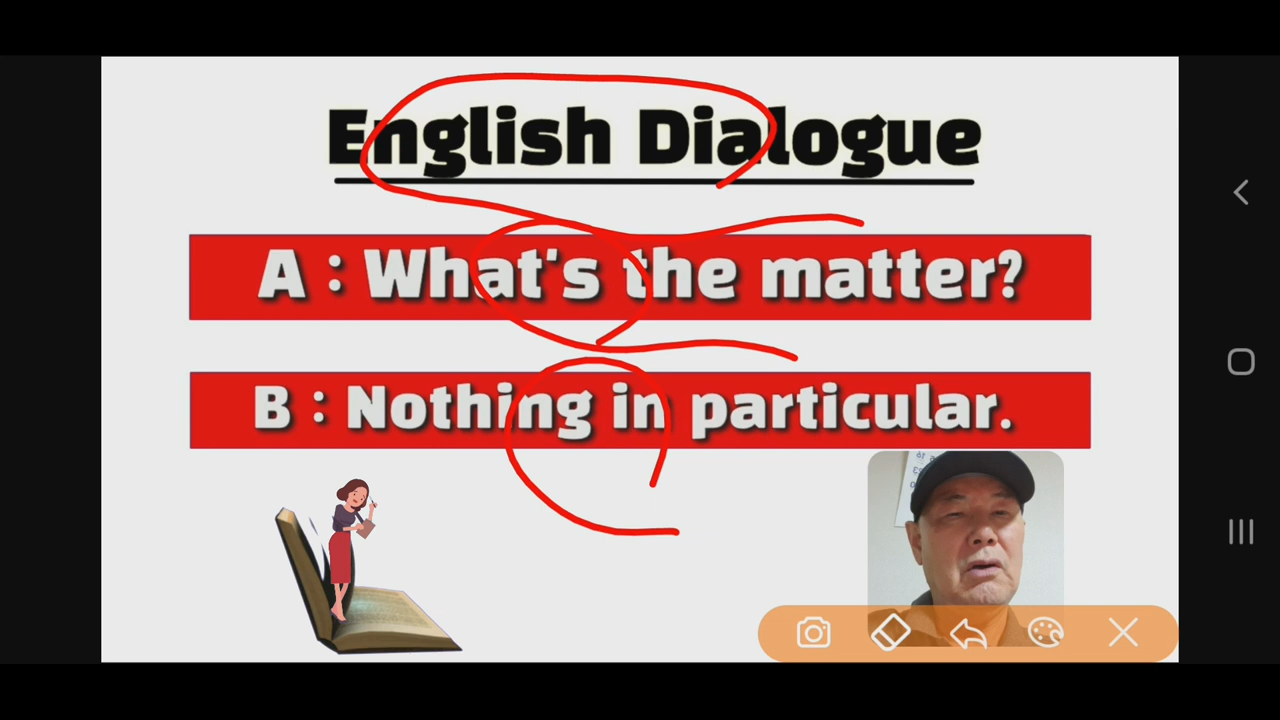 English Dialogue
A : What's the matter?
B : Nothing in particular.